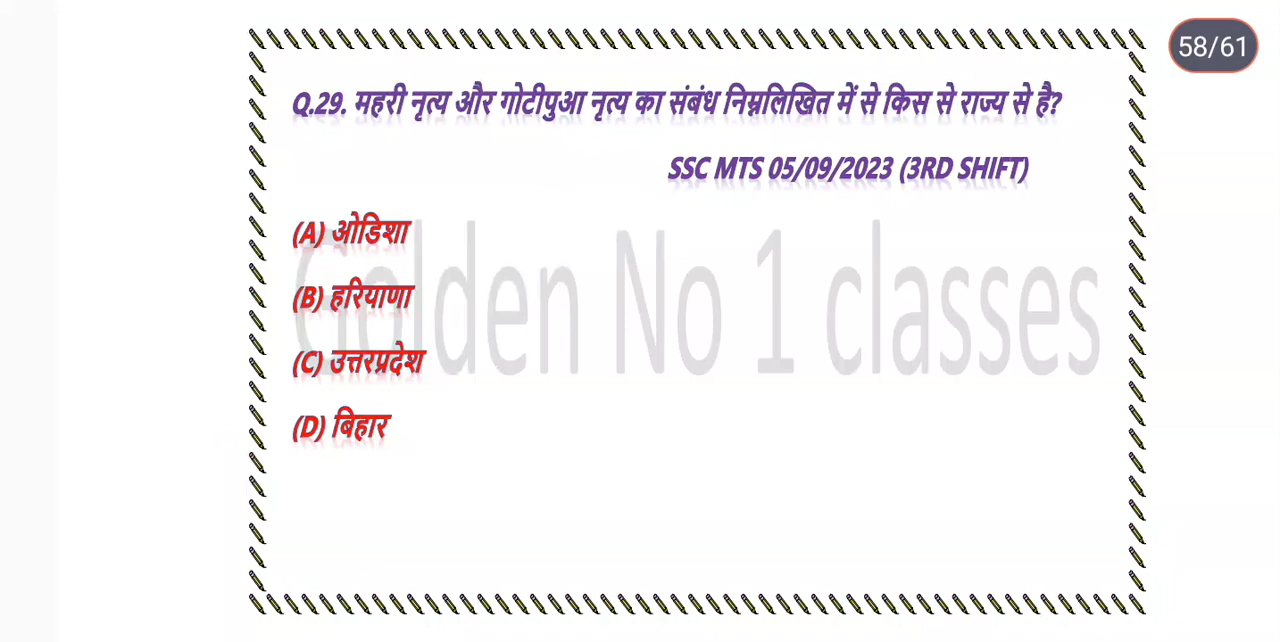 58/61
Q.29. महरी नृत्य और गोटीपुआ नृत्य का संबंध निम्नलिखित में से किस से राज्य से है?
SSC MTS 05/09/2023 (3RD SHIFT)
(A) ओडिशा
(B) हरियाणा
(C) उत्तरप्रदेश
(D) बिहार
Golden No 1 classes